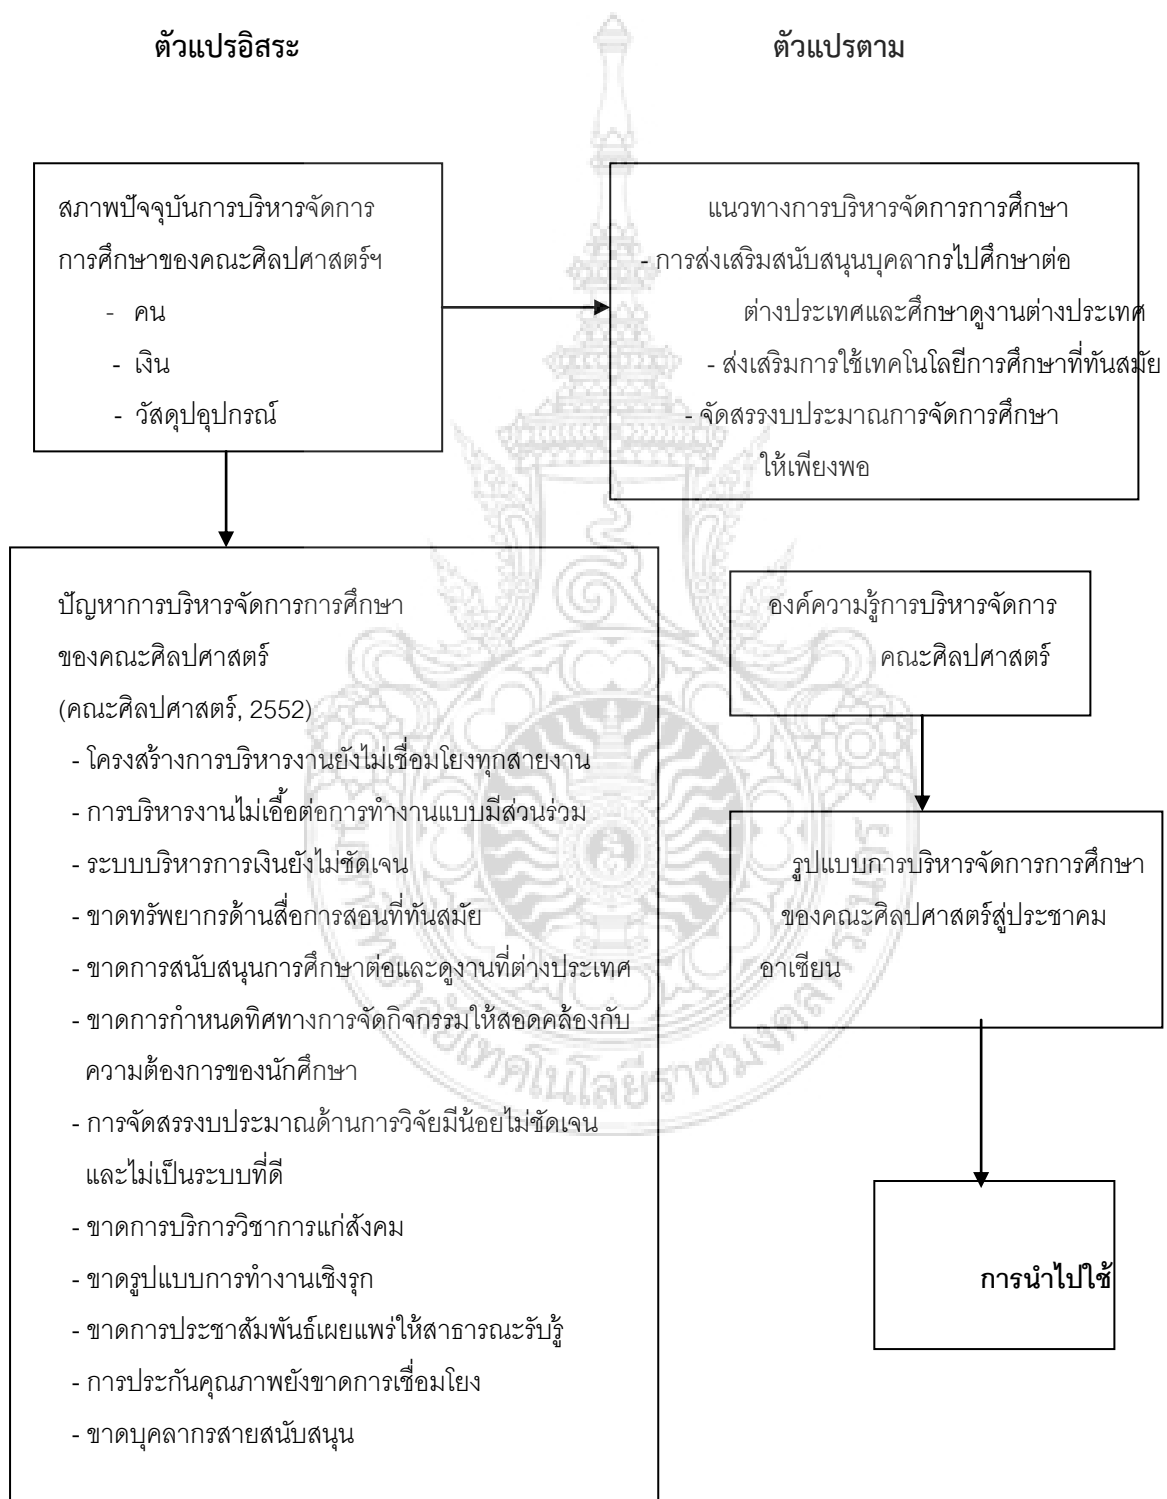 ตัวแปรอิสระ
ตัวแปรตาม
สภาพปัจจุบันการบริหารจัดการ
การศึกษาของคณะศิลปศาสตร์ฯ
- คน
- เงิน
- วัสดุปอุปกรณ์
แนวทางการบริหารจัดการการศึกษา
- การส่งเสริมสนับสนุนบุคลากรไปศึกษาต่อ
ต่างประเทศและศึกษาดูงานต่างประเทศ
- ส่งเสริมการใช้เทคโนโลยีการศึกษาที่ทันสมัย
- จัดสรรงบประมาณการจัดการศึกษา
ให้เพียงพอ
ปัญหาการบริหารจัดการการศึกษา
ของคณะศิลปศาสตร์
(คณะศิลปศาสตร์, 2552)
- โครงสร้างการบริหารงานยังไม่เชื่อมโยงทุกสายงาน
- การบริหารงานไม่เอื้อต่อการทำงานแบบมีส่วนร่วม
- ระบบบริหารการเงินยังไม่ชัดเจน
- ขาดทรัพยากรด้านสื่อการสอนที่ทันสมัย
- ขาดการสนับสนุนการศึกษาต่อและดูงานที่ต่างประเทศ
- ขาดการกำหนดทิศทางการจัดกิจกรรมให้สอดคล้องกับ
ความต้องการของนักศึกษา
- การจัดสรรงบประมาณด้านการวิจัยมีน้อยไม่ชัดเจน
และไม่เป็นระบบที่ดี
- ขาดการบริการวิชาการแก่สังคม
- ขาดรูปแบบการทำงานเชิงรุก
- ขาดการประชาสัมพันธ์เผยแพร่ให้สาธารณะรับรู้
- การประกันคุณภาพยังขาดการเชื่อมโยง
- ขาดบุคลากรสายสนับสนุน
องค์ความรู้การบริหารจัดการ
คณะศิลปศาสตร์
รูปแบบการบริหารจัดการการศึกษา
ของคณะศิลปศาสตร์สู่ประชาคม
อาเซียน
การนำไปใช้